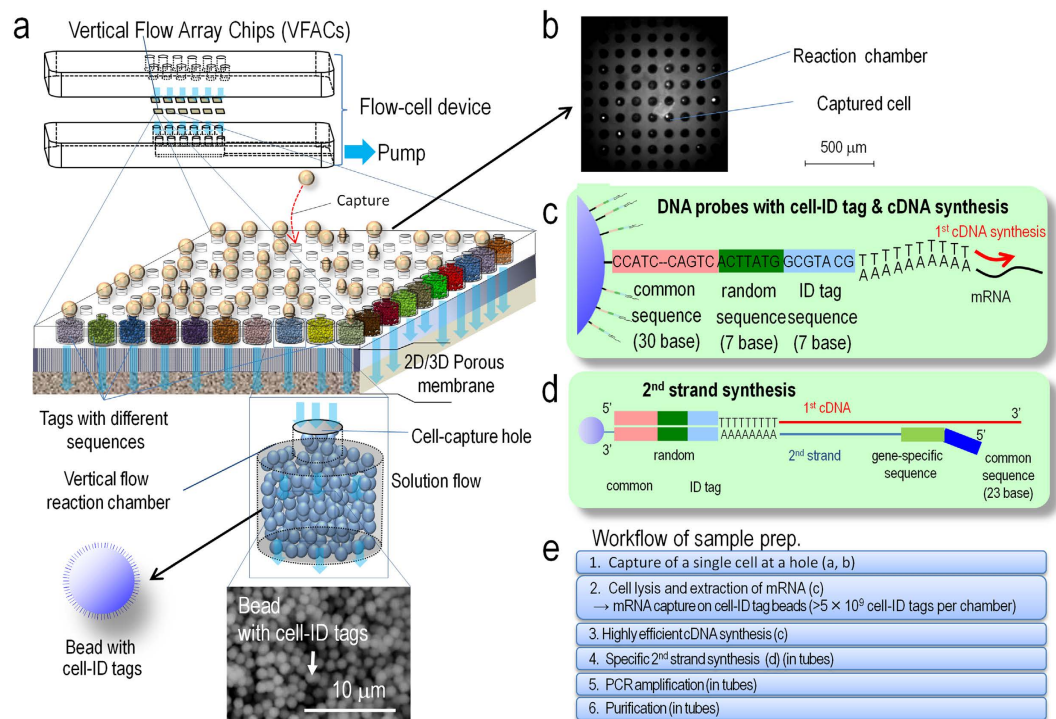 a
Vertical Flow Array Chips (VFACs)
Flow-cell device
Pump
Capture
2D/3D Porous
membrane
Tags with different
sequences
Cell-capture hole
Vertical flow
reaction chamber
Solution flow
Bead with
cell-ID tags
Bead
with cell-ID tags
10 μm
b
Reaction chamber
Captured cell
500 μm
c
DNA probes with cell-ID tag & cDNA synthesis
1st cDNA synthesis
CCATC--CAGTC ACTTATG GCGTA CG
TTTTTTTTTT
AAAAAAAAAA
mRNA
common
sequence
(30 base)
random
sequence
(7 base)
ID tag
sequence
(7 base)
d
2nd strand synthesis
5'
1st cDNA
3'
TTTTTTTTT
AAAAAAAA
3'
random
2nd strand
gene-specific
sequence
5'
common
sequence
(23 base)
common
ID tag
e
Workflow of sample prep.
1. Capture of a single cell at a hole (a, b)
2. Cell lysis and extraction of mRNA (c)
→ mRNA capture on cell-ID tag beads (>5 × 10⁹ cell-ID tags per chamber)
3. Highly efficient cDNA synthesis (c)
4. Specific 2nd strand synthesis (d) (in tubes)
5. PCR amplification (in tubes)
6. Purification (in tubes)